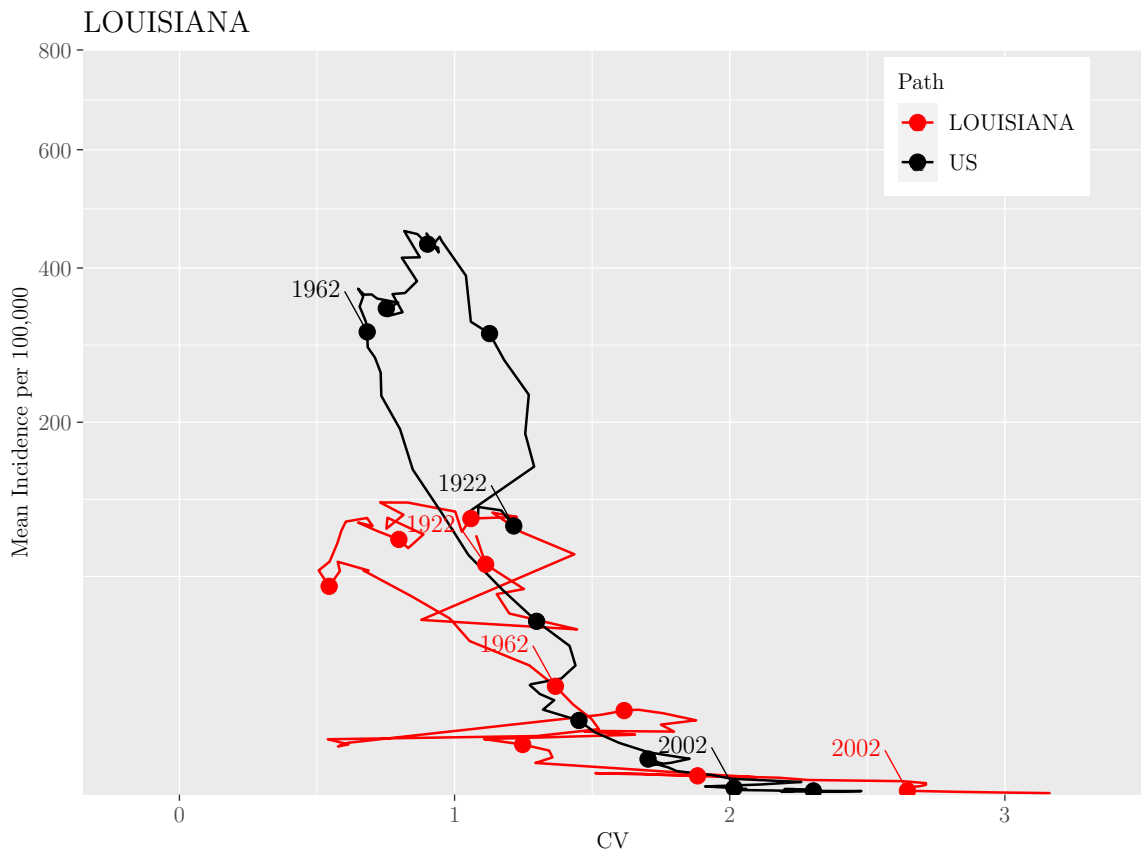 LOUISIANA
800
600
400
200
Mean Incidence per 100,000
Path
LOUISIANA
US
1962
1922
1922
1962
2002
2002
0
1
2
3
CV